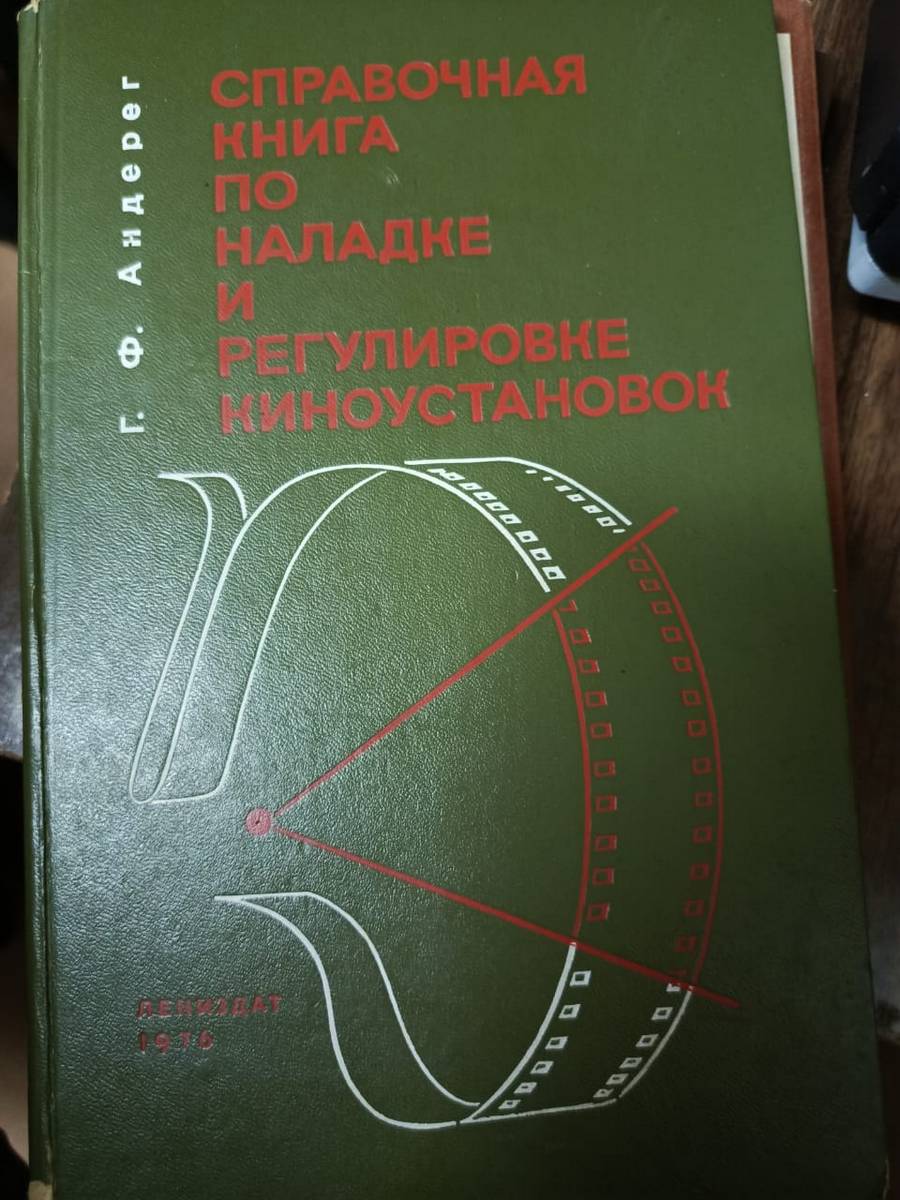 Г. Ф. Андерег
СПРАВОЧНАЯ
КНИГА
ПО
НАЛАДКЕ
И
РЕГУЛИРОВКЕ
КИНОУСТАНОВОК
ЛЕНИЗДАТ
1976